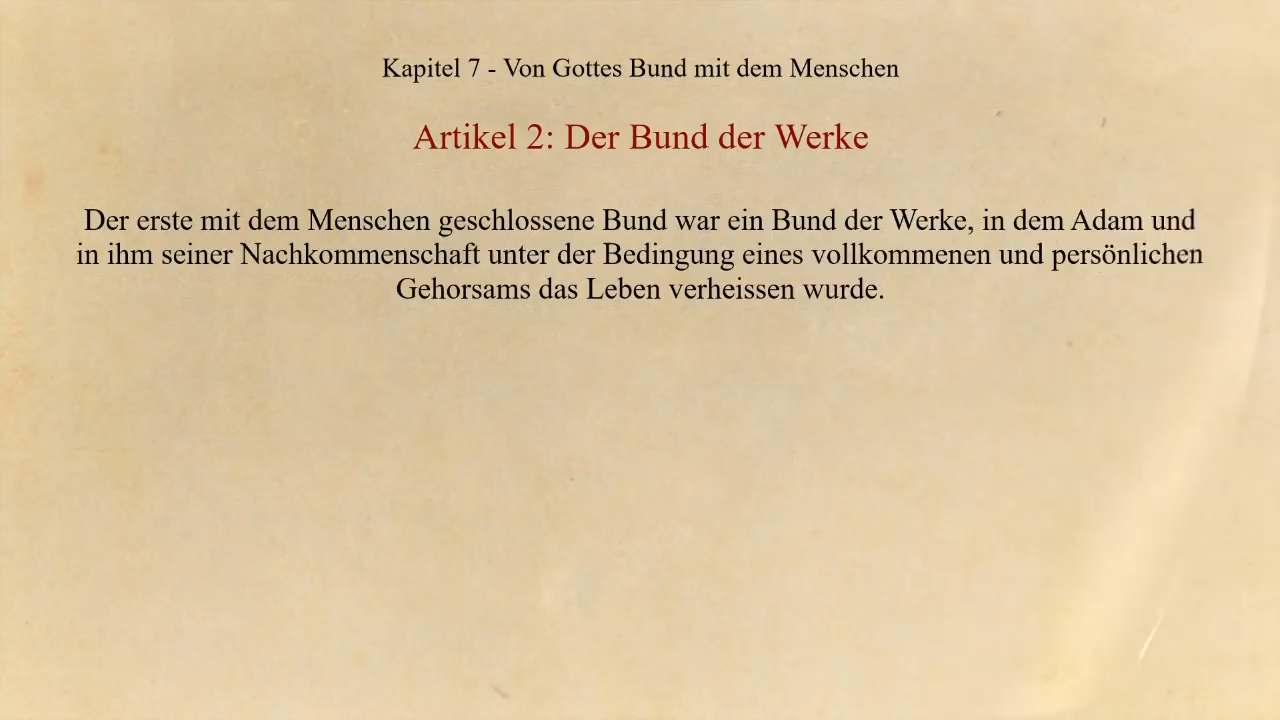 Kapitel 7 - Von Gottes Bund mit dem Menschen
Artikel 2: Der Bund der Werke
Der erste mit dem Menschen geschlossene Bund war ein Bund der Werke, in dem Adam und
in ihm seiner Nachkommenschaft unter der Bedingung eines vollkommenen und persönlichen
Gehorsams das Leben verheissen wurde.